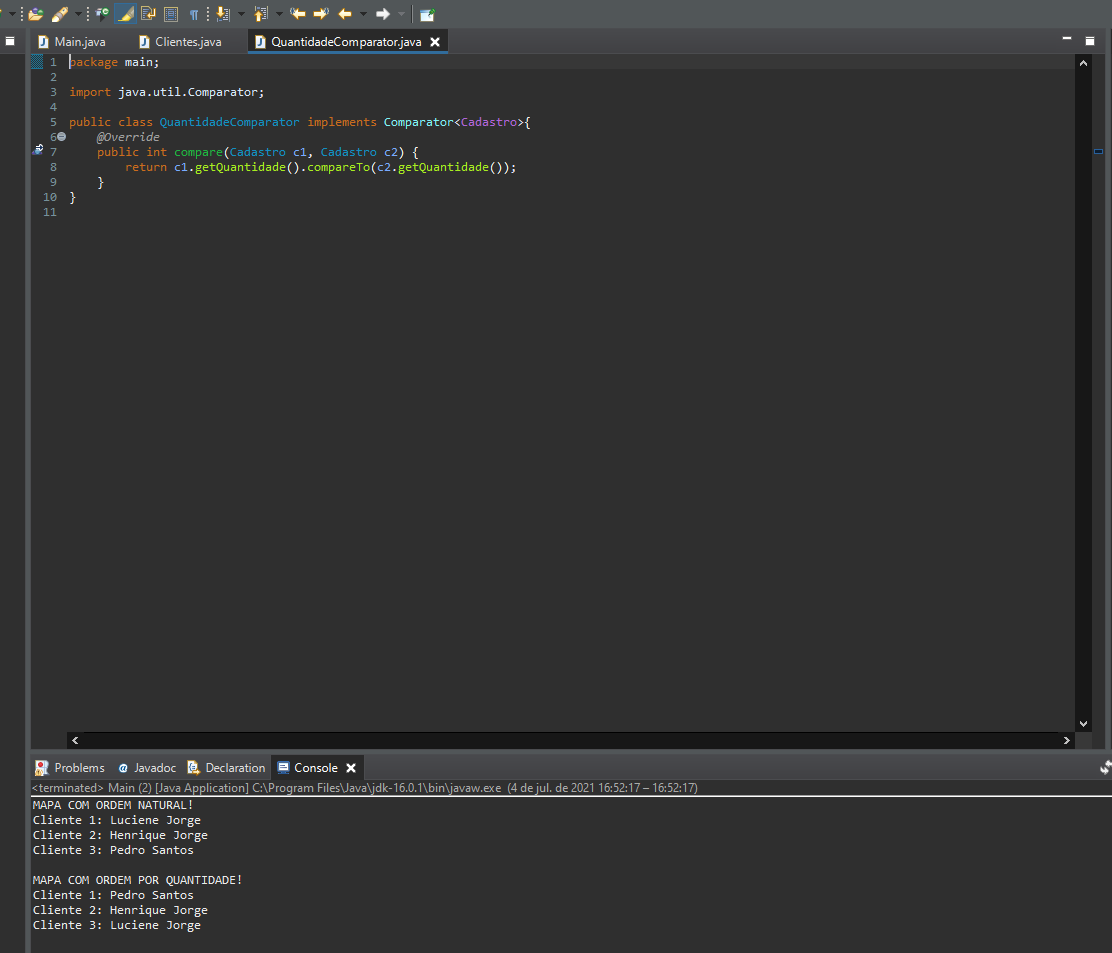 Main.java Clientes.java QuantidadeComparator.java
1 package main;
2
3 import java.util.Comparator;
4
5 public class QuantidadeComparator implements Comparator<Cadastro>{
6 @Override
7 public int compare(Cadastro c1, Cadastro c2) {
8 return c1.getQuantidade().compareTo(c2.getQuantidade());
9 }
10 }
11
Problems @ Javadoc Declaration Console
<terminated> Main (2) [Java Application] C:\Program Files\Java\jdk-16.0.1\bin\javaw.exe (4 de jul. de 2021 16:52:17 – 16:52:17)
MAPA COM ORDEM NATURAL!
Cliente 1: Luciene Jorge
Cliente 2: Henrique Jorge
Cliente 3: Pedro Santos
MAPA COM ORDEM POR QUANTIDADE!
Cliente 1: Pedro Santos
Cliente 2: Henrique Jorge
Cliente 3: Luciene Jorge